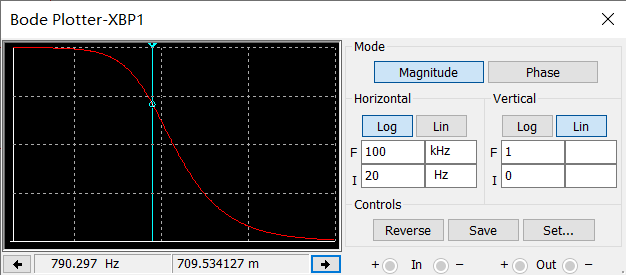 Bode Plotter-XBP1
Mode
Magnitude Phase
Horizontal Vertical
Log Lin Log Lin
F 100 kHz F 1
I 20 Hz I 0
Controls
Reverse Save Set...
790.297 Hz 709.534127 m
+ In − + Out −